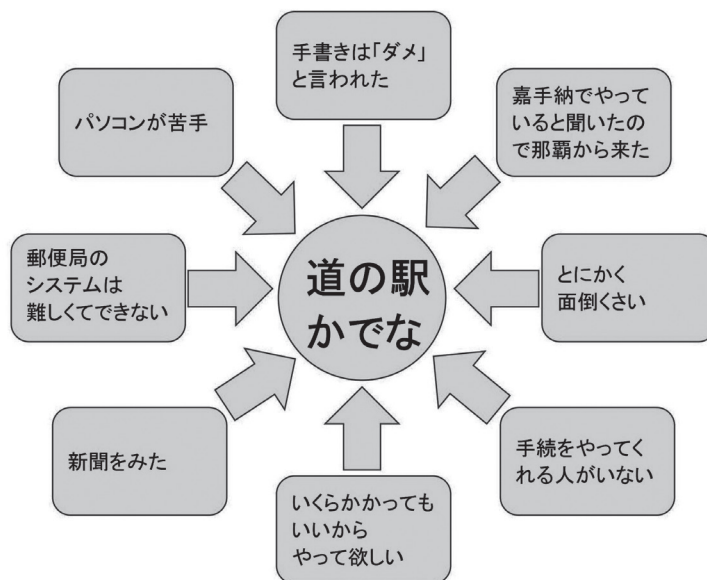 手書きは「ダメ」
と言われた
パソコンが苦手
嘉手納でやって
いると聞いたの
で那覇から来た
郵便局の
システムは
難しくてできない
道の駅
かでな
とにかく
面倒くさい
新聞をみた
いくらかかっても
いいから
やって欲しい
手続をやってく
れる人がいない